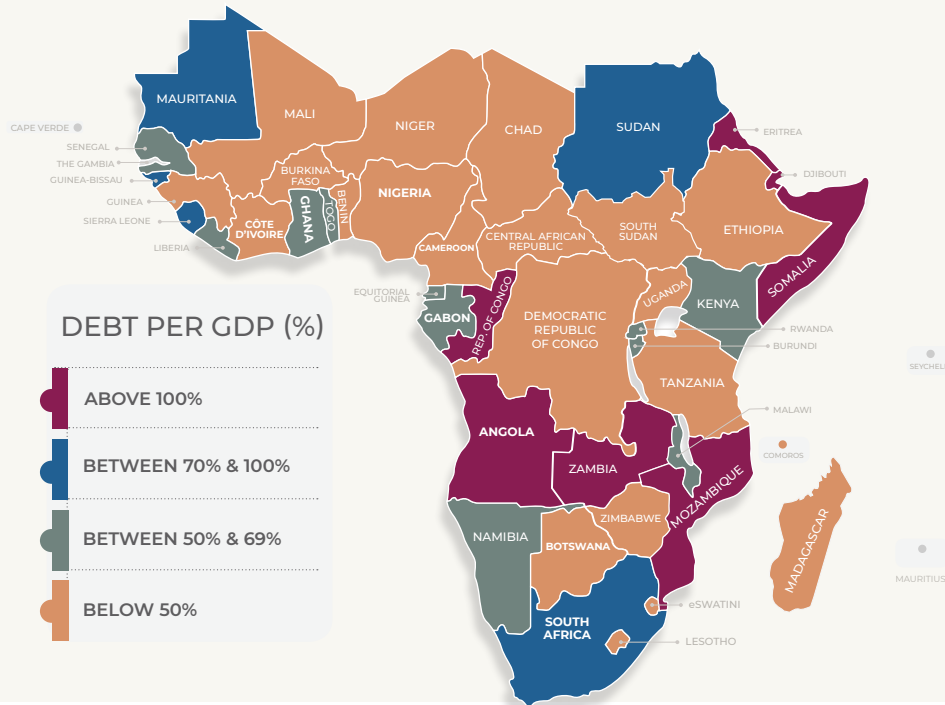 MAURITANIA
MALI
NIGER
CHAD
SUDAN
CAPE VERDE
SENEGAL
THE GAMBIA
GUINEA-BISSAU
GUINEA
SIERRA LEONE
LIBERIA
BURKINA
FASO
NIGERIA
BENIN
TOGO
GHANA
CÔTE
D'IVOIRE
CAMEROON
CENTRAL AFRICAN
REPUBLIC
SOUTH
SUDAN
ETHIOPIA
ERITREA
DJIBOUTI
SOMALIA
EQUITORIAL
GUINEA
GABON
REP. OF CONGO
DEMOCRATIC
REPUBLIC
OF CONGO
UGANDA
KENYA
RWANDA
BURUNDI
TANZANIA
SEYCHELL
MALAWI
COMOROS
ANGOLA
ZAMBIA
MOZAMBIQUE
NAMIBIA
ZIMBABWE
BOTSWANA
MADAGASCAR
MAURITIUS
SOUTH
AFRICA
eSWATINI
LESOTHO
DEBT PER GDP (%)
ABOVE 100%
BETWEEN 70% & 100%
BETWEEN 50% & 69%
BELOW 50%